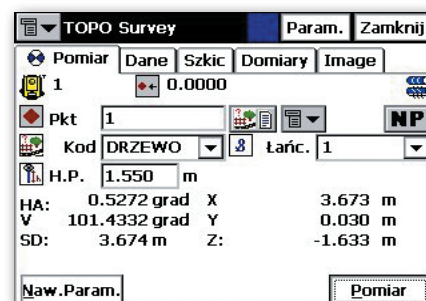 TOPO Survey Param. Zamknij
Pomiar Dane Szkic Domiary Image
1 0.0000
Pkt 1 NP
Kod DRZEWO 8 Łańc. 1
H.P. 1.550 m
HA: 0.5272 grad X 3.673 m
V 101.4332 grad Y 0.030 m
SD: 3.674 m Z: -1.633 m
Naw.Param. Pomiar